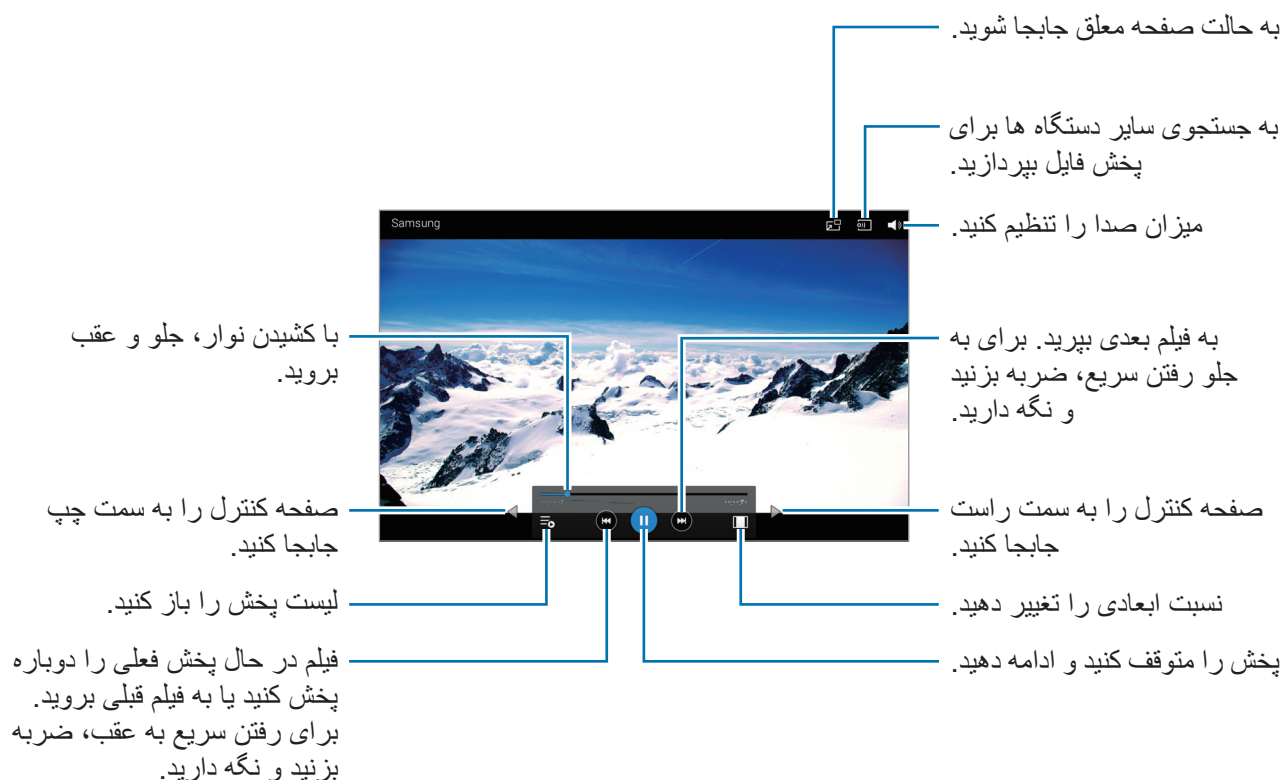 به حالت صفحه معلق جابجا شوید.
به جستجوی سایر دستگاه ها برای
پخش فایل بپردازید.
Samsung
میزان صدا را تنظیم کنید.
به فیلم بعدی بپرید. برای به
جلو رفتن سریع، ضربه بزنید
و نگه دارید.
با کشیدن نوار، جلو و عقب
بروید.
صفحه کنترل را به سمت راست
جابجا کنید.
صفحه کنترل را به سمت چپ
جابجا کنید.
نسبت ابعادی را تغییر دهید.
لیست پخش را باز کنید.
پخش را متوقف کنید و ادامه دهید.
فیلم در حال پخش فعلی را دوباره
پخش کنید یا به فیلم قبلی بروید.
برای رفتن سریع به عقب، ضربه
بزنید و نگه دارید.